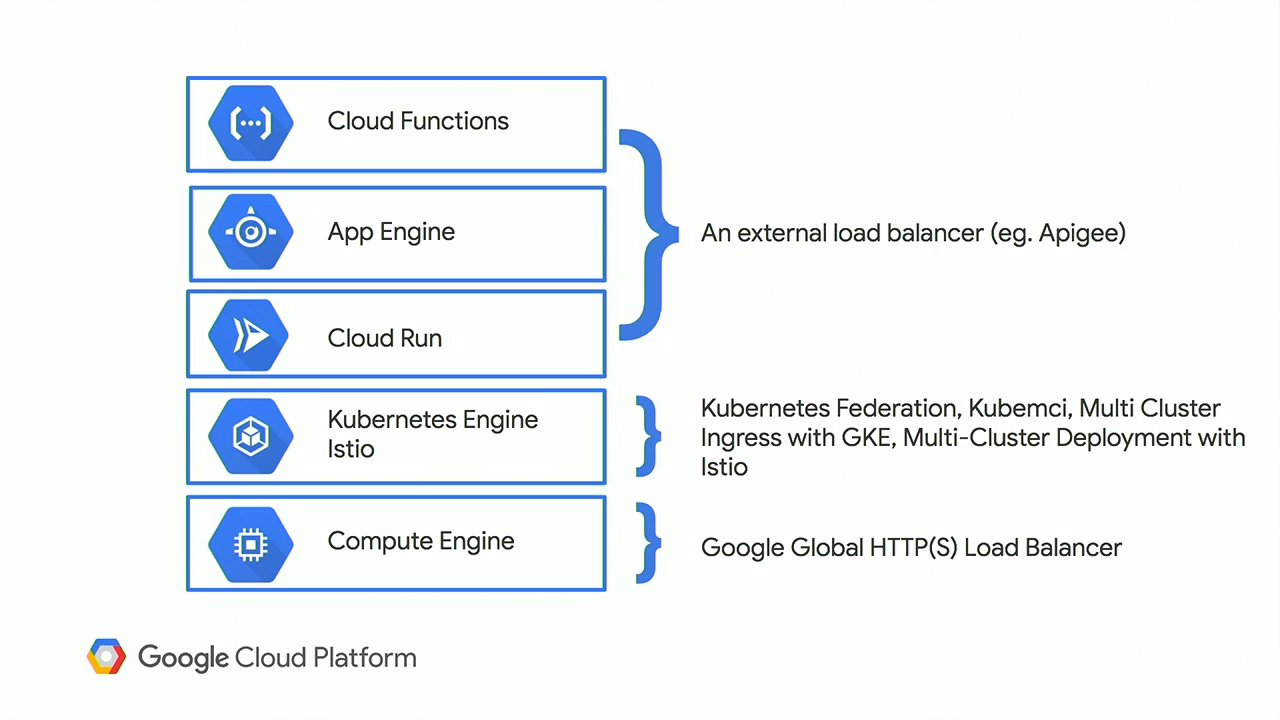 Cloud Functions
App Engine
An external load balancer (eg. Apigee)
Cloud Run
Kubernetes Engine
Istio
Kubernetes Federation, Kubemci, Multi Cluster
Ingress with GKE, Multi-Cluster Deployment with
Istio
Compute Engine
Google Global HTTP(S) Load Balancer
Google Cloud Platform